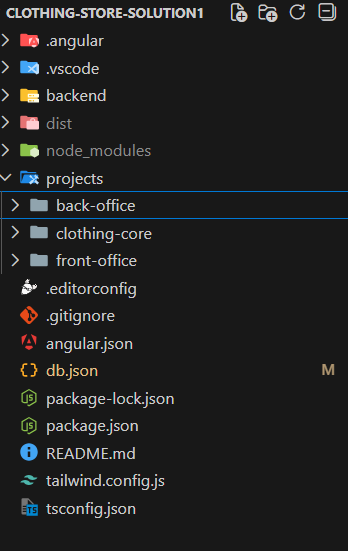 CLOTHING-STORE-SOLUTION1
.angular
.vscode
backend
dist
node_modules
projects
back-office
clothing-core
front-office
.editorconfig
.gitignore
angular.json
db.json M
package-lock.json
package.json
README.md
tailwind.config.js
tsconfig.json